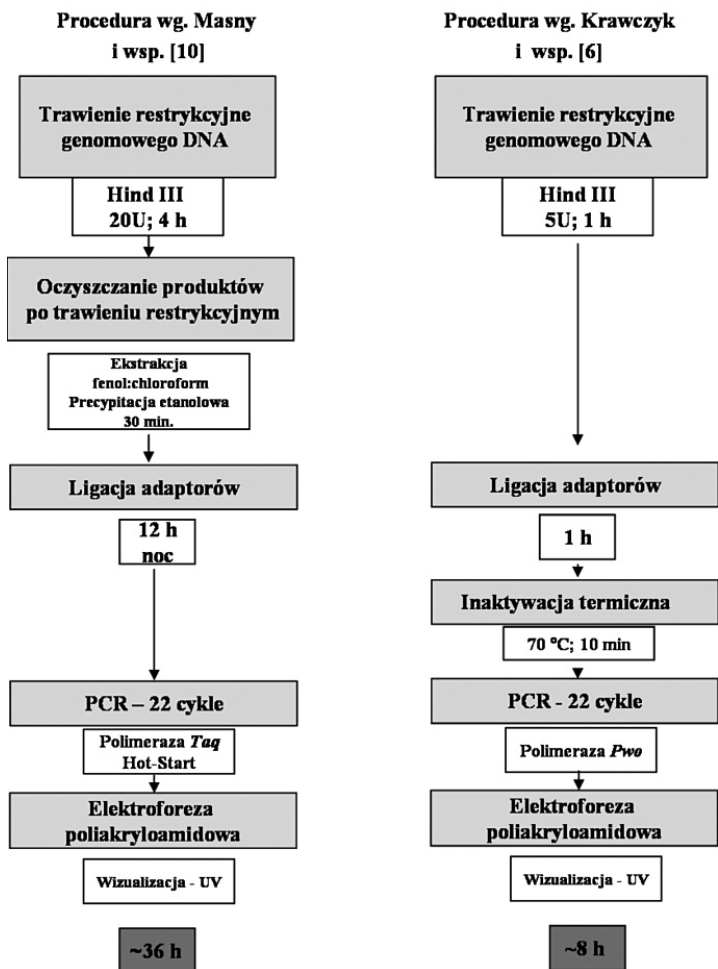 Procedura wg. Masny
i wsp. [10]
Trawienie restrykcyjne
genomowego DNA
Hind III
20U; 4 h
Oczyszczanie produktów
po trawieniu restrykcyjnym
Ekstrakcja
fenol:chloroform
Precypitacja etanolowa
30 min.
Ligacja adaptorów
12 h
noc
PCR – 22 cykle
Polimeraza Taq
Hot-Start
Elektroforeza
poliakryloamidowa
Wizualizacja - UV
~36 h
Procedura wg. Krawczyk
i wsp. [6]
Trawienie restrykcyjne
genomowego DNA
Hind III
5U; 1 h
Ligacja adaptorów
1 h
Inaktywacja termiczna
70 °C; 10 min
PCR - 22 cykle
Polimeraza Pwo
Elektroforeza
poliakryloamidowa
Wizualizacja - UV
~8 h